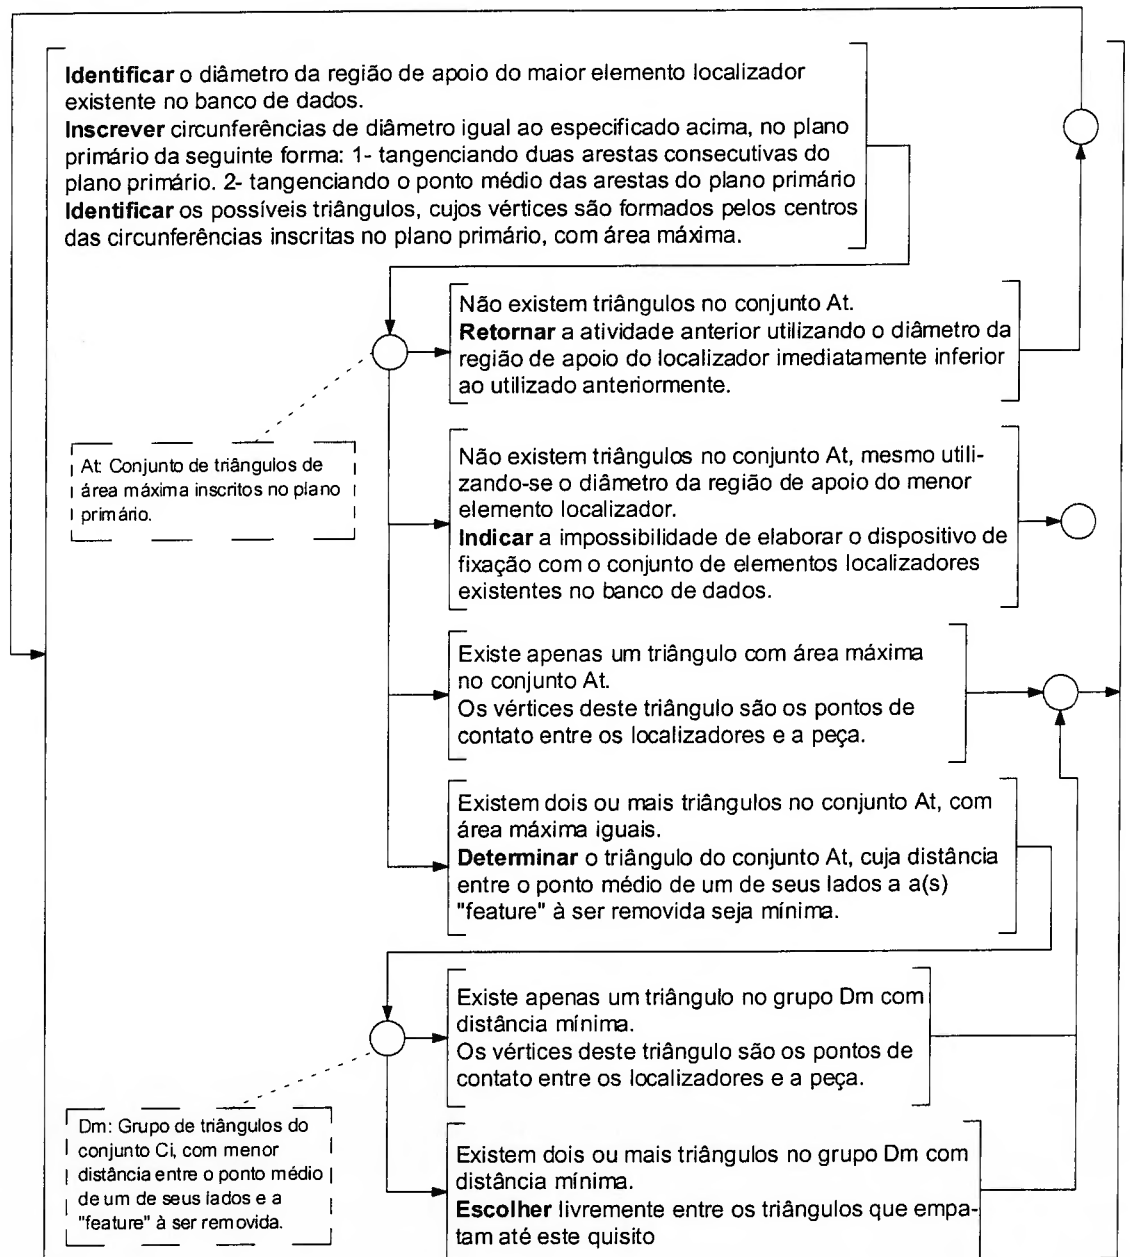 Identificar o diâmetro da região de apoio do maior elemento localizador
existente no banco de dados.
Inscrever circunferências de diâmetro igual ao especificado acima, no plano
primário da seguinte forma: 1- tangenciando duas arestas consecutivas do
plano primário. 2- tangenciando o ponto médio das arestas do plano primário
Identificar os possíveis triângulos, cujos vértices são formados pelos centros
das circunferências inscritas no plano primário, com área máxima.
Não existem triângulos no conjunto At.
Retornar a atividade anterior utilizando o diâmetro da
região de apoio do localizador imediatamente inferior
ao utilizado anteriormente.
At: Conjunto de triângulos de
área máxima inscritos no plano
primário.
Não existem triângulos no conjunto At, mesmo utili-
zando-se o diâmetro da região de apoio do menor
elemento localizador.
Indicar a impossibilidade de elaborar o dispositivo de
fixação com o conjunto de elementos localizadores
existentes no banco de dados.
Existe apenas um triângulo com área máxima
no conjunto At.
Os vértices deste triângulo são os pontos de
contato entre os localizadores e a peça.
Existem dois ou mais triângulos no conjunto At, com
área máxima iguais.
Determinar o triângulo do conjunto At, cuja distância
entre o ponto médio de um de seus lados a a(s)
"feature" à ser removida seja mínima.
Existe apenas um triângulo no grupo Dm com
distância mínima.
Os vértices deste triângulo são os pontos de
contato entre os localizadores e a peça.
Dm: Grupo de triângulos do
conjunto Ci, com menor
distância entre o ponto médio
de um de seus lados e a
"feature" à ser removida.
Existem dois ou mais triângulos no grupo Dm com
distância mínima.
Escolher livremente entre os triângulos que empa-
tam até este quisito